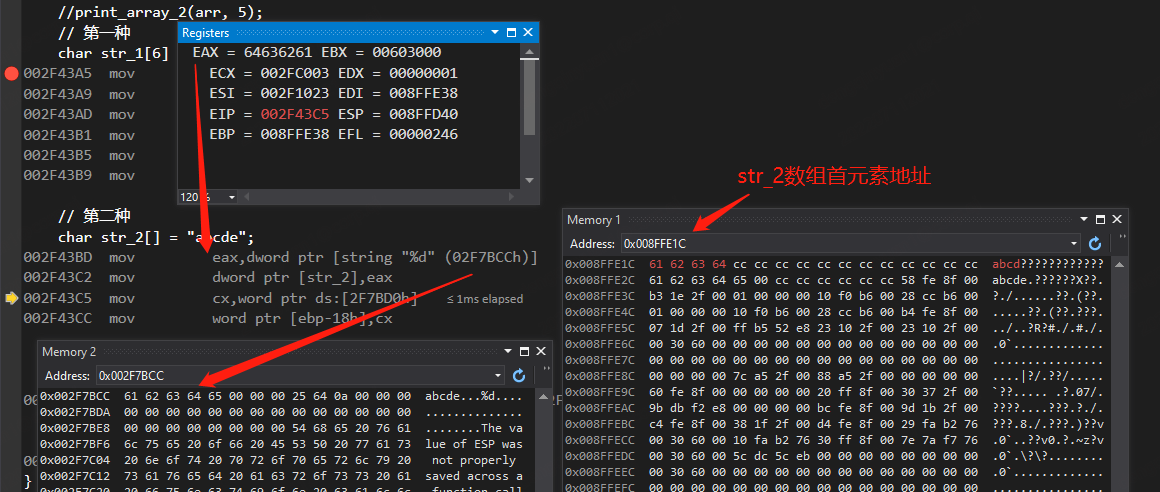 //print_array_2(arr, 5);
// 第一种
char str_1[6]
002F43A5 mov
002F43A9 mov
002F43AD mov
002F43B1 mov
002F43B5 mov
002F43B9 mov
Registers
EAX = 64636261 EBX = 00603000
ECX = 002FC003 EDX = 00000001
ESI = 002F1023 EDI = 008FFE38
EIP = 002F43C5 ESP = 008FFD40
EBP = 008FFE38 EFL = 00000246
120 %
// 第二种
char str_2[] = "abcde";
002F43BD mov eax,dword ptr [string "%d" (02F7BCCh)]
002F43C2 mov dword ptr [str_2],eax
002F43C5 mov cx,word ptr ds:[2F7BD0h] ≤ 1ms elapsed
002F43CC mov word ptr [ebp-18h],cx
str_2数组首元素地址
Memory 2
Address: 0x002F7BCC
0x002F7BCC 61 62 63 64 65 00 00 00 25 64 0a 00 00 00 abcde...%d....
0x002F7BDA 00 00 00 00 00 00 00 00 00 00 00 00 00 00 ..............
0x002F7BE8 00 00 00 00 00 00 00 00 54 68 65 20 76 61 ........The va
0x002F7BF6 6c 75 65 20 6f 66 20 45 53 50 20 77 61 73 lue of ESP was
0x002F7C04 20 6e 6f 74 20 70 72 6f 70 65 72 6c 79 20 not properly
0x002F7C12 73 61 76 65 64 20 61 63 72 6f 73 73 20 61 saved across a
Memory 1
Address: 0x008FFE1C
0x008FFE1C 61 62 63 64 cc cc cc cc cc cc cc cc cc cc cc cc abcd????????????
0x008FFE2C 61 62 63 64 65 00 cc cc cc cc cc cc 58 fe 8f 00 abcde.??????X??.
0x008FFE3C b3 1e 2f 00 01 00 00 00 10 f0 b6 00 28 cc b6 00 ?./......??.(??.
0x008FFE4C 01 00 00 00 10 f0 b6 00 28 cc b6 00 b4 fe 8f 00 .....??.(??.???.
0x008FFE5C 07 1d 2f 00 ff b5 52 e8 23 10 2f 00 23 10 2f 00 ../..?R?#./.#./.
0x008FFE6C 00 30 60 00 00 00 00 00 00 00 00 00 00 00 00 00 .0`.............
0x008FFE7C 00 00 00 00 00 00 00 00 00 00 00 00 00 00 00 00 ................
0x008FFE8C 00 00 00 00 7c a5 2f 00 88 a5 2f 00 00 00 00 00 ....|?/.??/.....
0x008FFE9C 60 fe 8f 00 00 00 00 00 20 ff 8f 00 30 37 2f 00 `??..... .?.07/.
0x008FFEAC 9b db f2 e8 00 00 00 00 bc fe 8f 00 9d 1b 2f 00 ????....???.?./.
0x008FFEBC c4 fe 8f 00 38 1f 2f 00 d4 fe 8f 00 29 fa b2 76 ???.8./.???.)??v
0x008FFECC 00 30 60 00 10 fa b2 76 30 ff 8f 00 7e 7a f7 76 .0`..??v0.?.~z?v
0x008FFEDC 00 30 60 00 5c dc 5c eb 00 00 00 00 00 00 00 00 .0`.\?\?........
0x008FFEEC 00 30 60 00 00 00 00 00 00 00 00 00 00 00 00 00 .0`.............
}